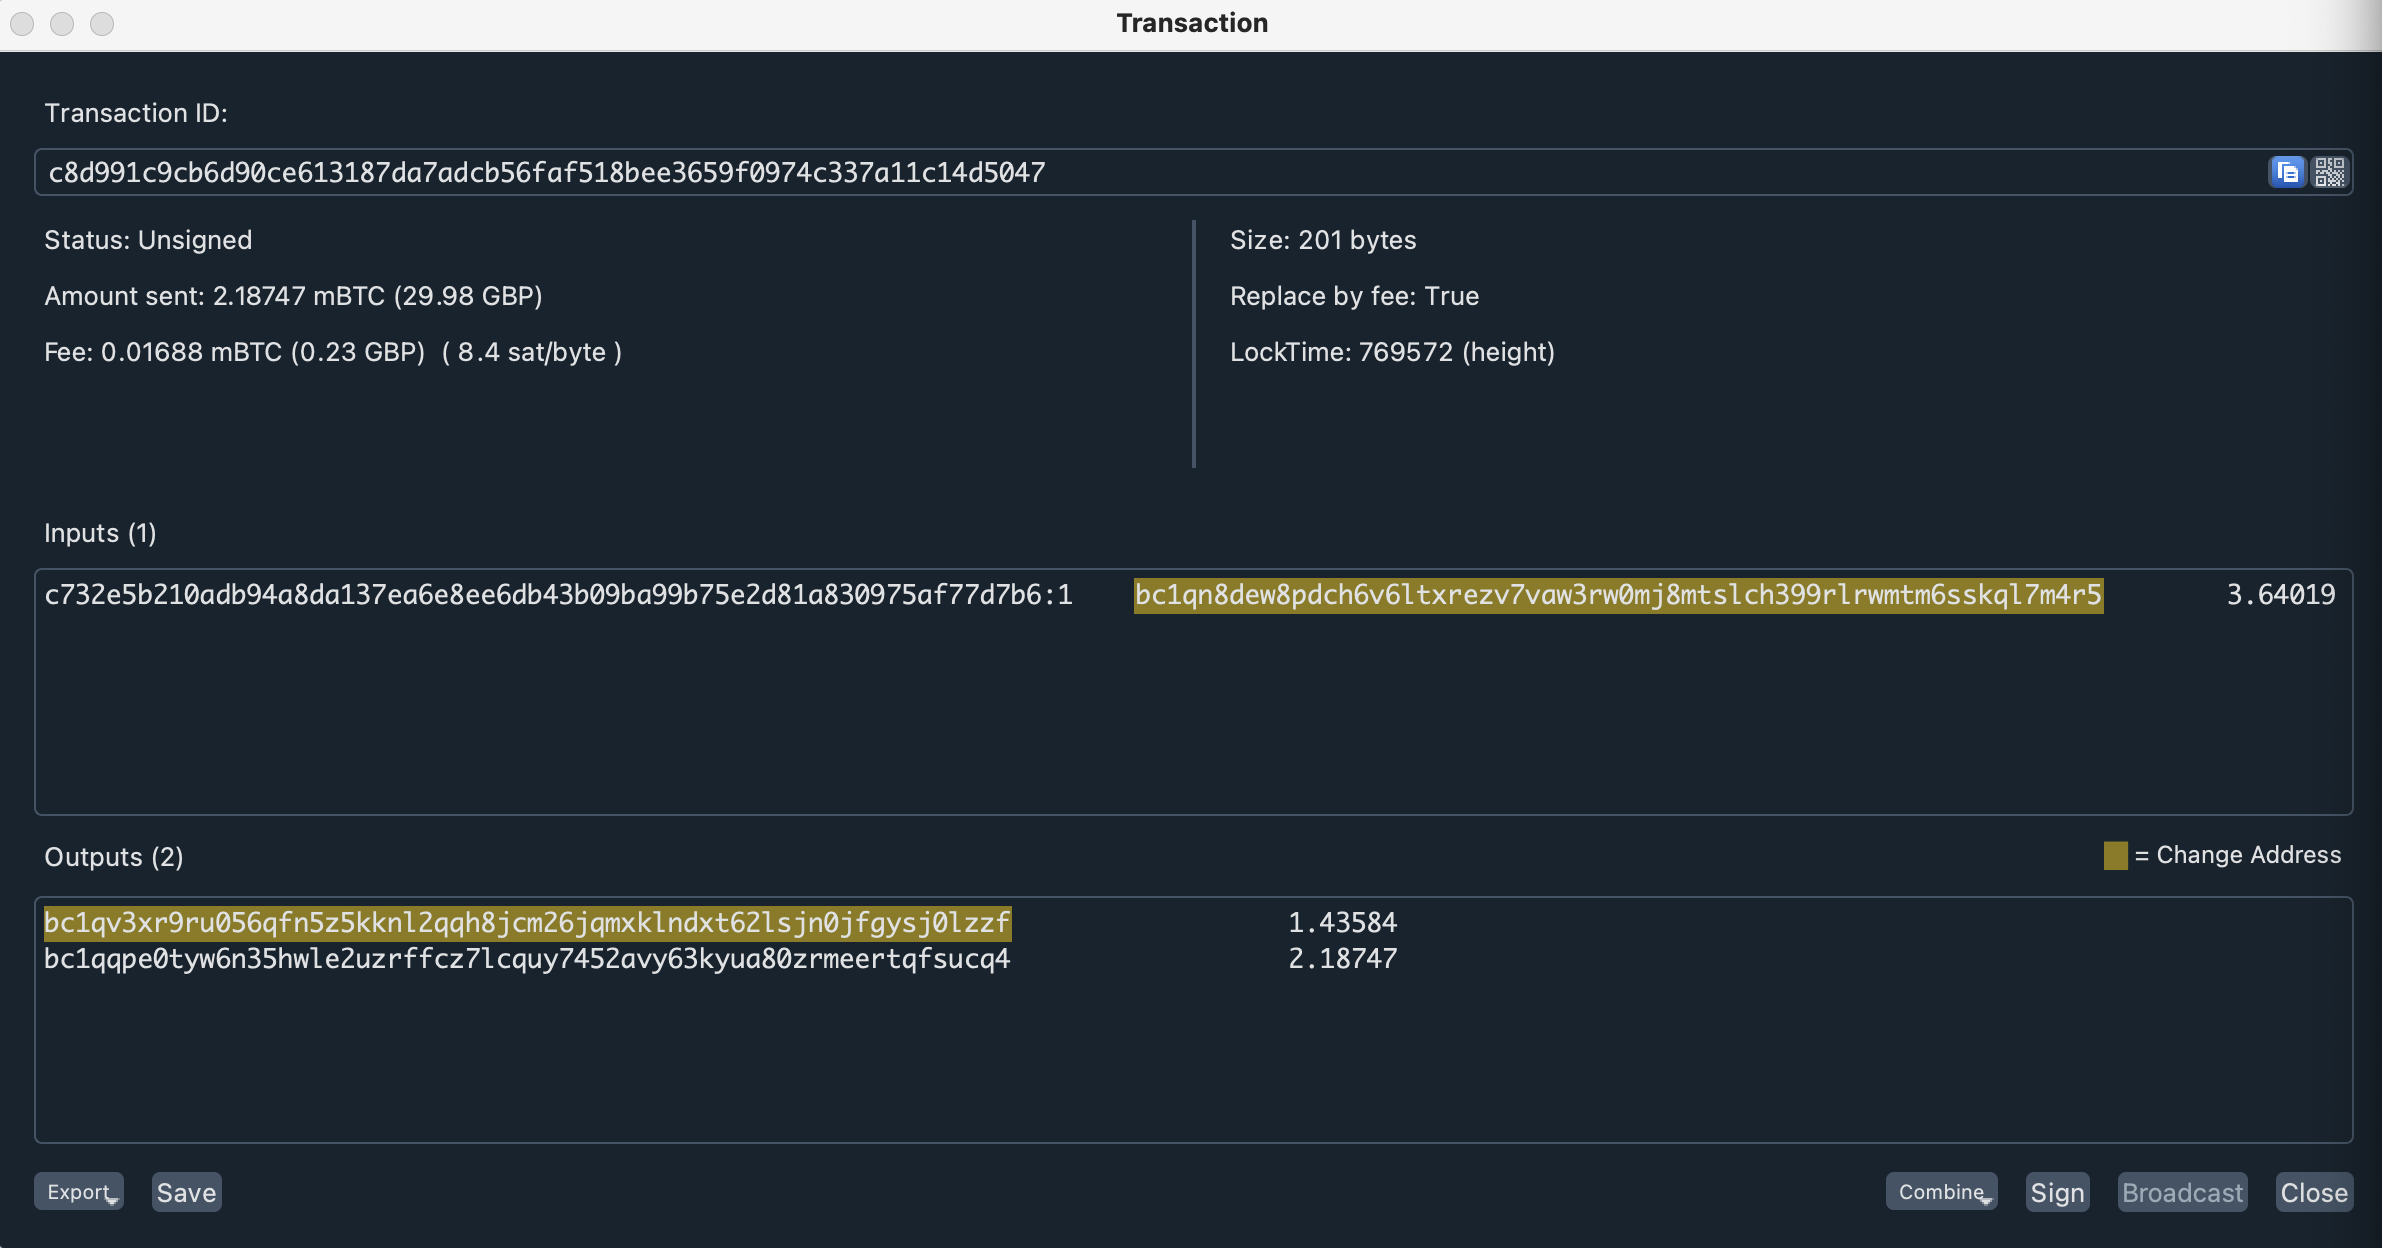 Transaction
Transaction ID:
c8d991c9cb6d90ce613187da7adcb56faf518bee3659f0974c337a11c14d5047
Status: Unsigned
Amount sent: 2.18747 mBTC (29.98 GBP)
Fee: 0.01688 mBTC (0.23 GBP) ( 8.4 sat/byte )
Size: 201 bytes
Replace by fee: True
LockTime: 769572 (height)
Inputs (1)
c732e5b210adb94a8da137ea6e8ee6db43b09ba99b75e2d81a830975af77d7b6:1 bc1qn8dew8pdch6v6ltxrezv7vaw3rw0mj8mtslch399rlrwmtm6sskql7m4r5 3.64019
Outputs (2)
= Change Address
bc1qv3xr9ru056qfn5z5kknl2qqh8jcm26jqmxklndxt62lsjn0jfgysj0lzzf 1.43584
bc1qqpe0tyw6n35hwle2uzrffcz7lcquy7452avy63kyua80zrmeertqfsucq4 2.18747
Export Save Combine Sign Broadcast Close